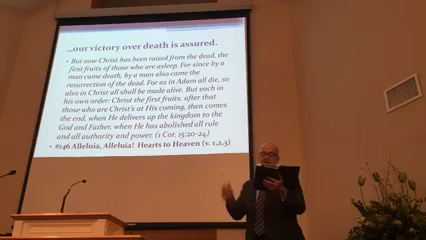 ...our victory over death is assured.
• But now Christ has been raised from the dead, the
first fruits of those who are asleep. For since by a
man came death, by a man also came the
resurrection of the dead. For as in Adam all die, so
also in Christ all shall be made alive. But each in
his own order: Christ the first fruits, after that
those who are Christ's at His coming, then comes
the end, when He delivers up the kingdom to the
God and Father, when He has abolished all rule
and all authority and power. (1 Cor. 15:20-24)
• #146 Alleluia, Alleluia! Hearts to Heaven (v. 1,2,3)